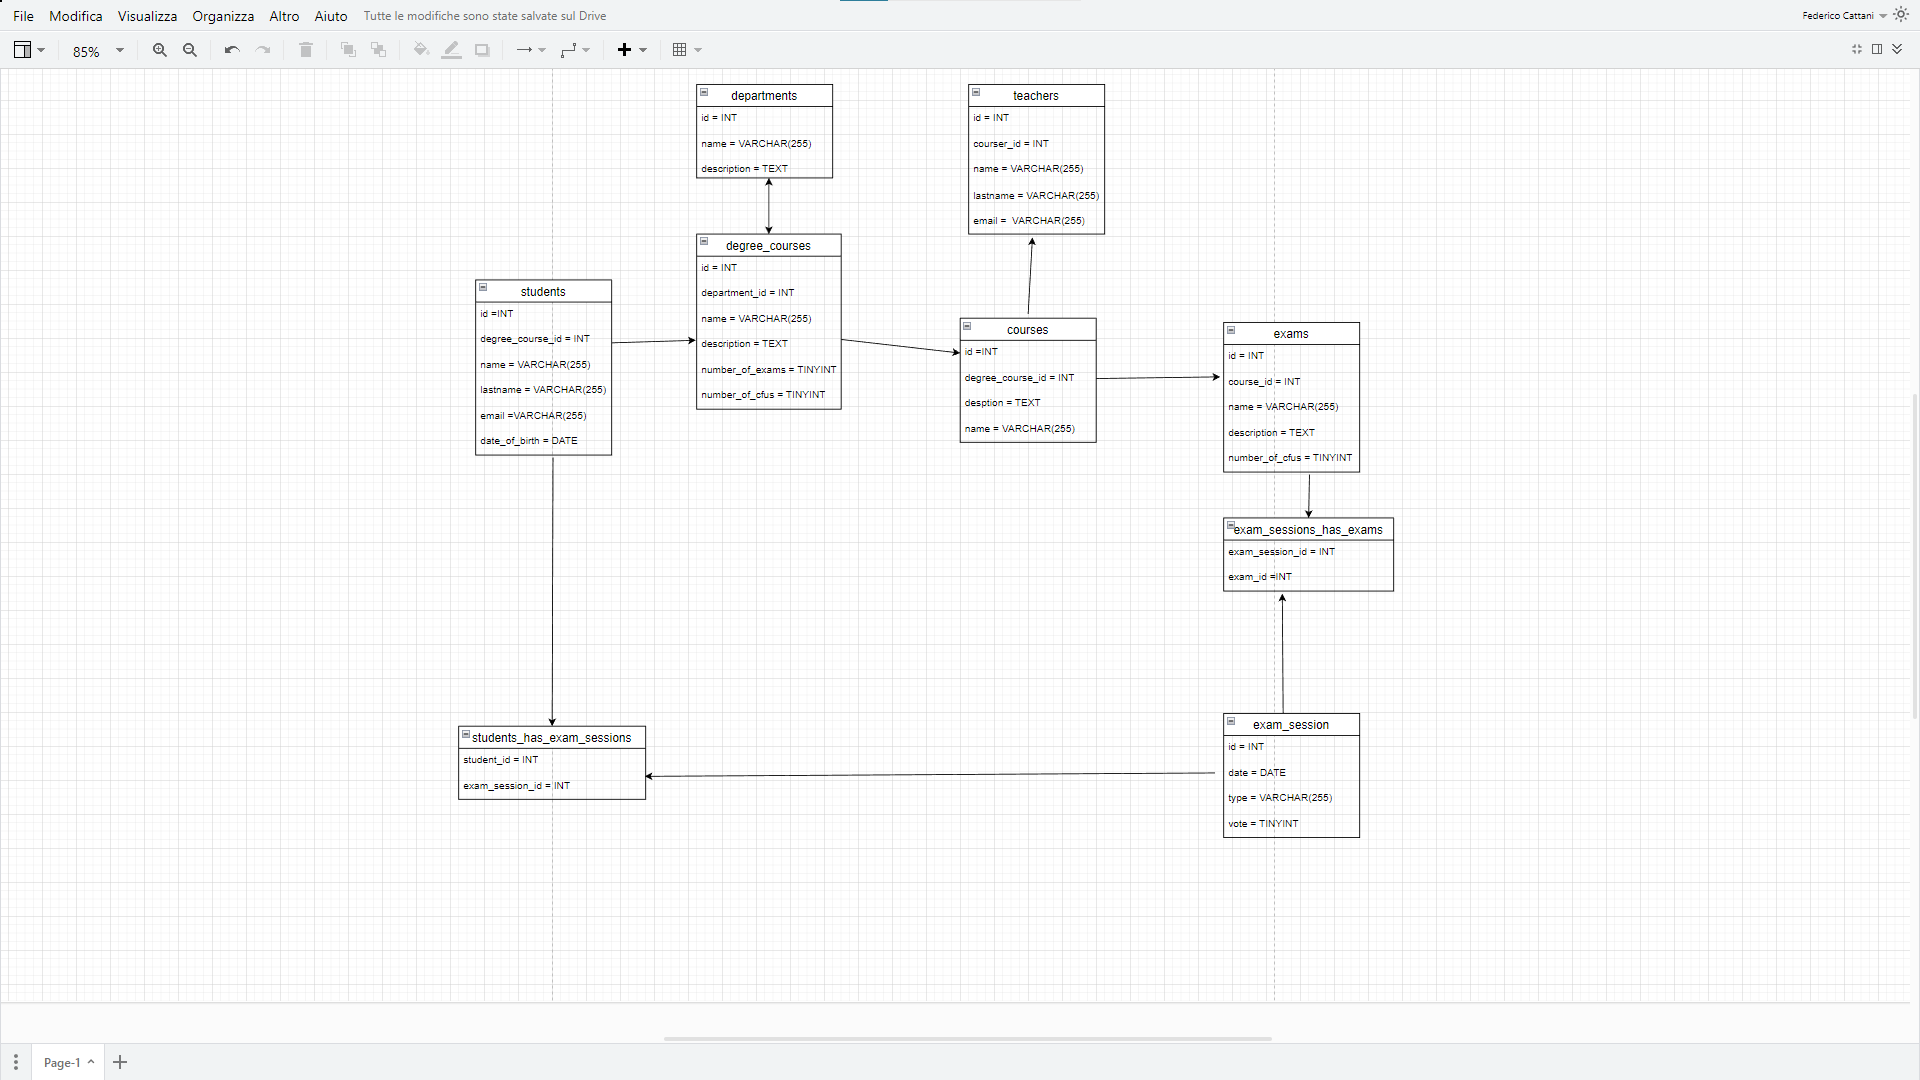 File Modifica Visualizza Organizza Altro Aiuto Tutte le modifiche sono state salvate sul Drive Federico Cattani
85%
departments
id = INT
name = VARCHAR(255)
description = TEXT
teachers
id = INT
courser_id = INT
name = VARCHAR(255)
lastname = VARCHAR(255)
email = VARCHAR(255)
degree_courses
id = INT
department_id = INT
name = VARCHAR(255)
description = TEXT
number_of_exams = TINYINT
number_of_cfus = TINYINT
students
id =INT
degree_course_id = INT
name = VARCHAR(255)
lastname = VARCHAR(255)
email =VARCHAR(255)
date_of_birth = DATE
courses
id =INT
degree_course_id = INT
desption = TEXT
name = VARCHAR(255)
exams
id = INT
course_id = INT
name = VARCHAR(255)
description = TEXT
number_of_cfus = TINYINT
exam_sessions_has_exams
exam_session_id = INT
exam_id =INT
students_has_exam_sessions
student_id = INT
exam_session_id = INT
exam_session
id = INT
date = DATE
type = VARCHAR(255)
vote = TINYINT
Page-1